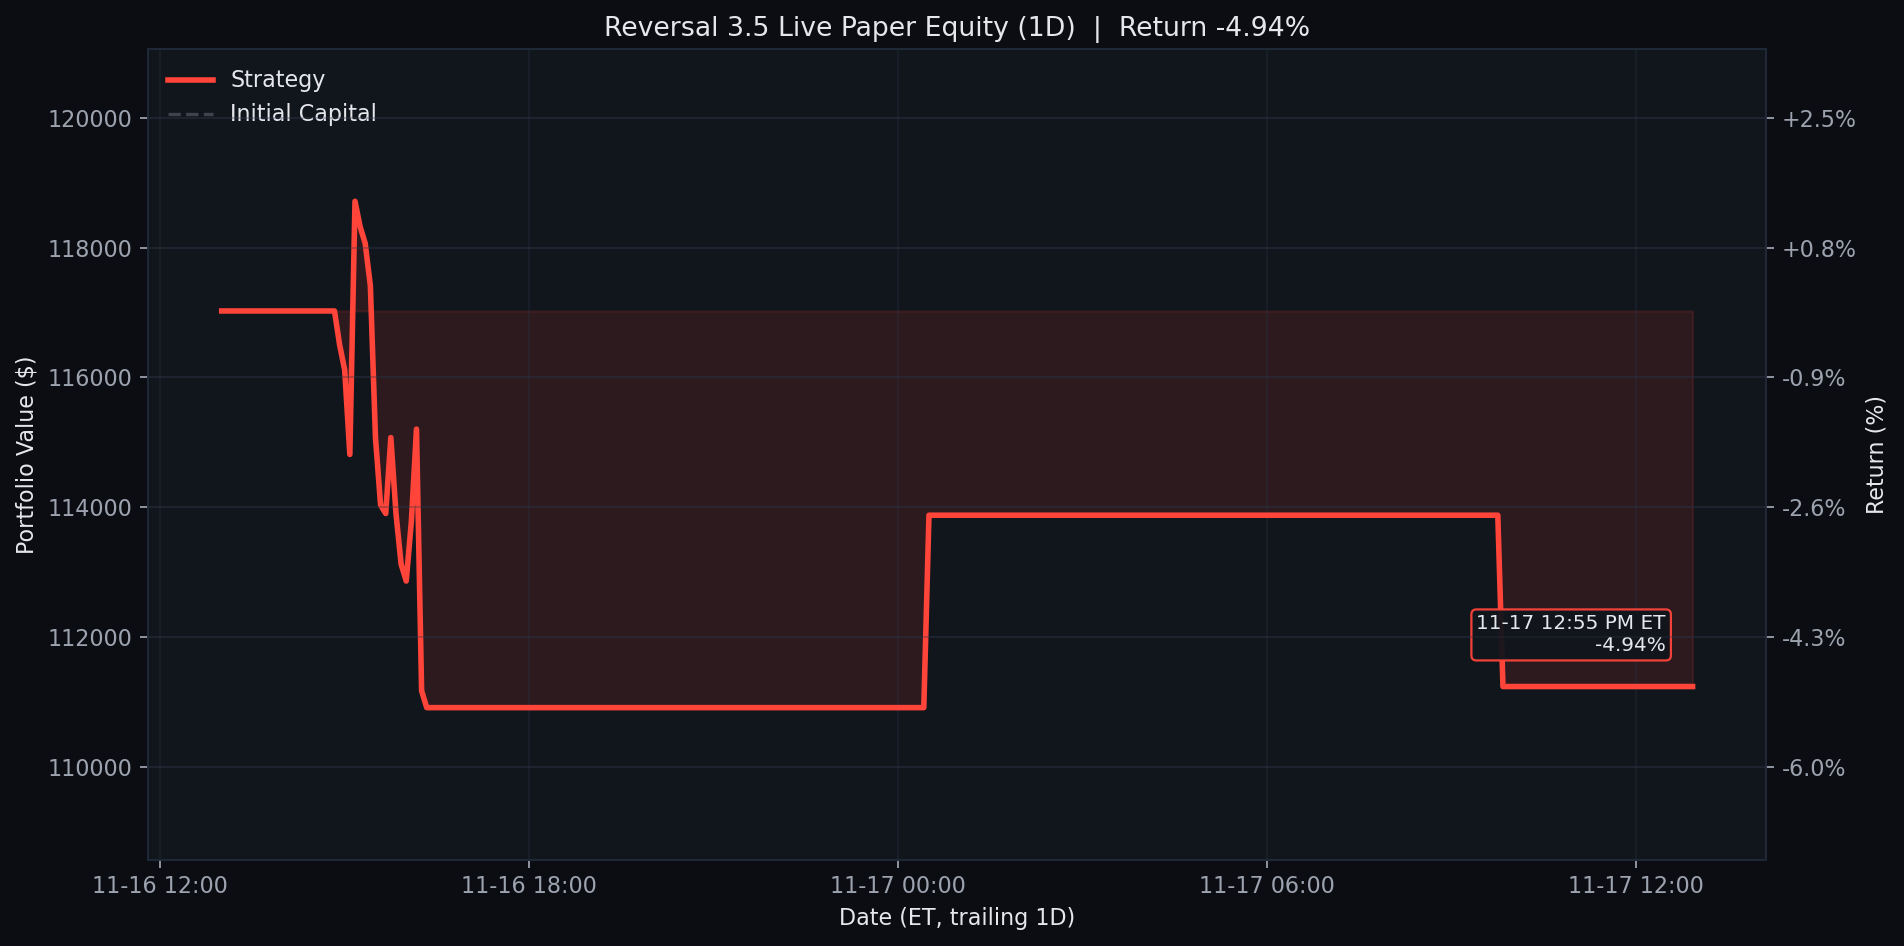 Reversal 3.5 Live Paper Equity (1D) | Return -4.94%
Strategy
Initial Capital
120000
118000
116000
114000
112000
110000
Portfolio Value ($)
+2.5%
+0.8%
-0.9%
-2.6%
-4.3%
-6.0%
Return (%)
11-17 12:55 PM ET
-4.94%
11-16 12:00
11-16 18:00
11-17 00:00
11-17 06:00
11-17 12:00
Date (ET, trailing 1D)